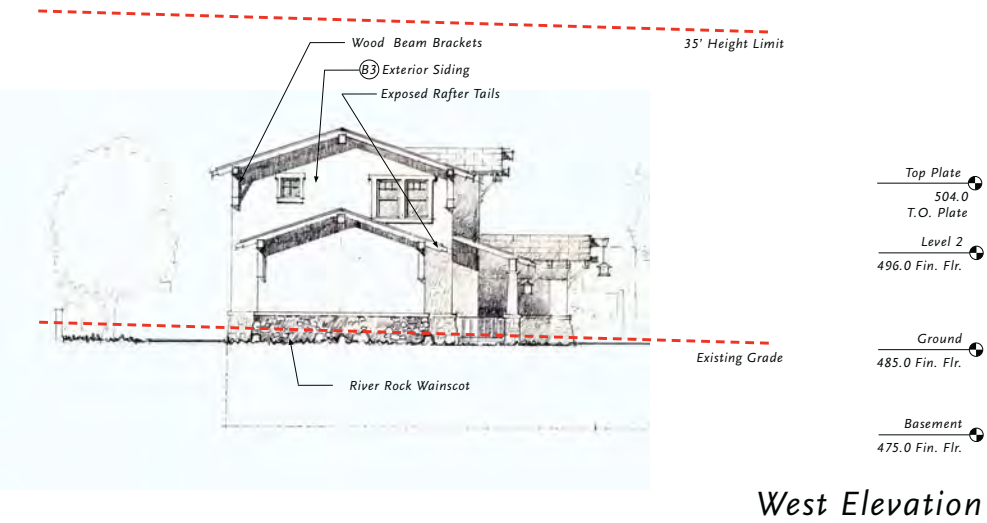 Wood Beam Brackets
35' Height Limit
B3 Exterior Siding
Exposed Rafter Tails
Top Plate
504.0
T.O. Plate
Level 2
496.0 Fin. Flr.
Ground
485.0 Fin. Flr.
Existing Grade
River Rock Wainscot
Basement
475.0 Fin. Flr.
West Elevation